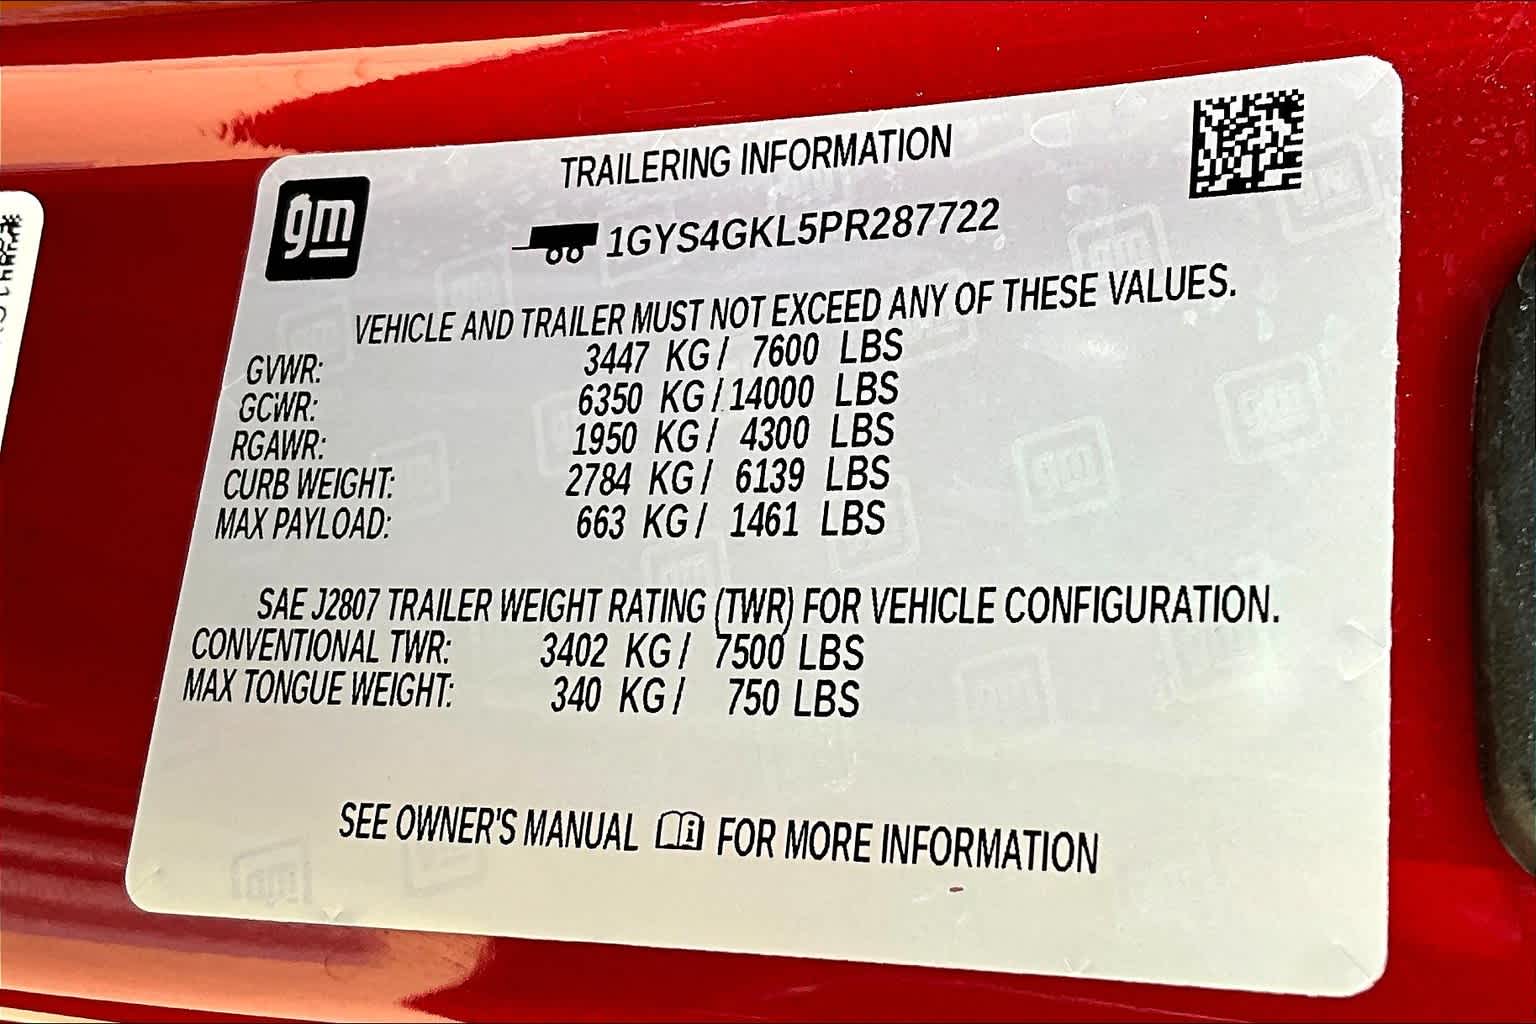 gm
TRAILERING INFORMATION
1GYS4GKL5PR287722
VEHICLE AND TRAILER MUST NOT EXCEED ANY OF THESE VALUES.
GVWR: 3447 KG / 7600 LBS
GCWR: 6350 KG / 14000 LBS
RGAWR: 1950 KG / 4300 LBS
CURB WEIGHT: 2784 KG / 6139 LBS
MAX PAYLOAD: 663 KG / 1461 LBS
SAE J2807 TRAILER WEIGHT RATING (TWR) FOR VEHICLE CONFIGURATION.
CONVENTIONAL TWR: 3402 KG / 7500 LBS
MAX TONGUE WEIGHT: 340 KG / 750 LBS
SEE OWNER'S MANUAL i FOR MORE INFORMATION